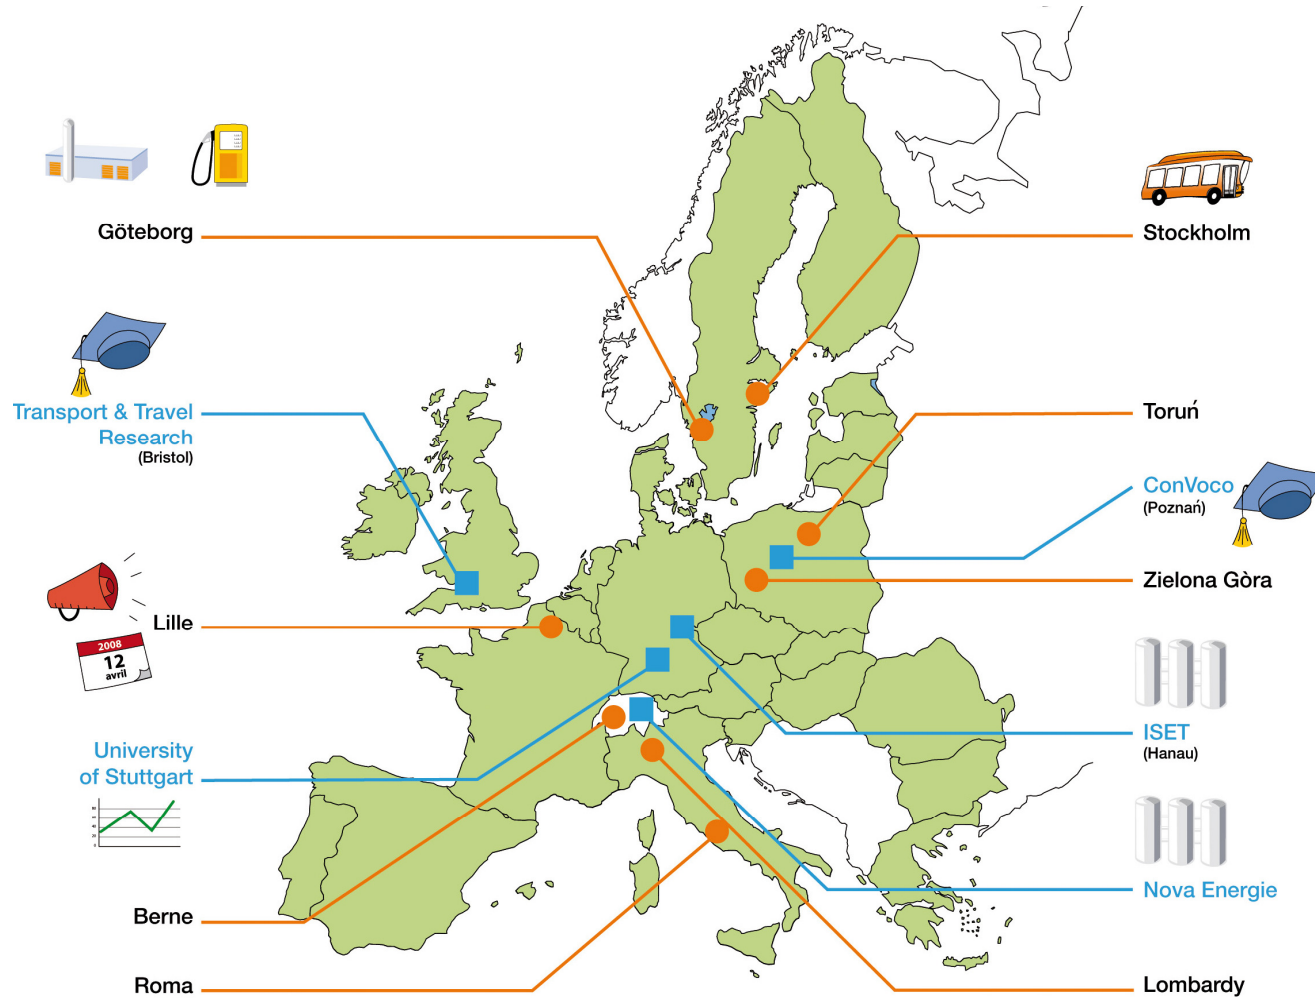 Göteborg
Stockholm
Transport & Travel
Research
(Bristol)
Toruń
ConVoco
(Poznań)
Zielona Gòra
Lille
2008
12
avril
ISET
(Hanau)
University
of Stuttgart
Nova Energie
Berne
Roma
Lombardy